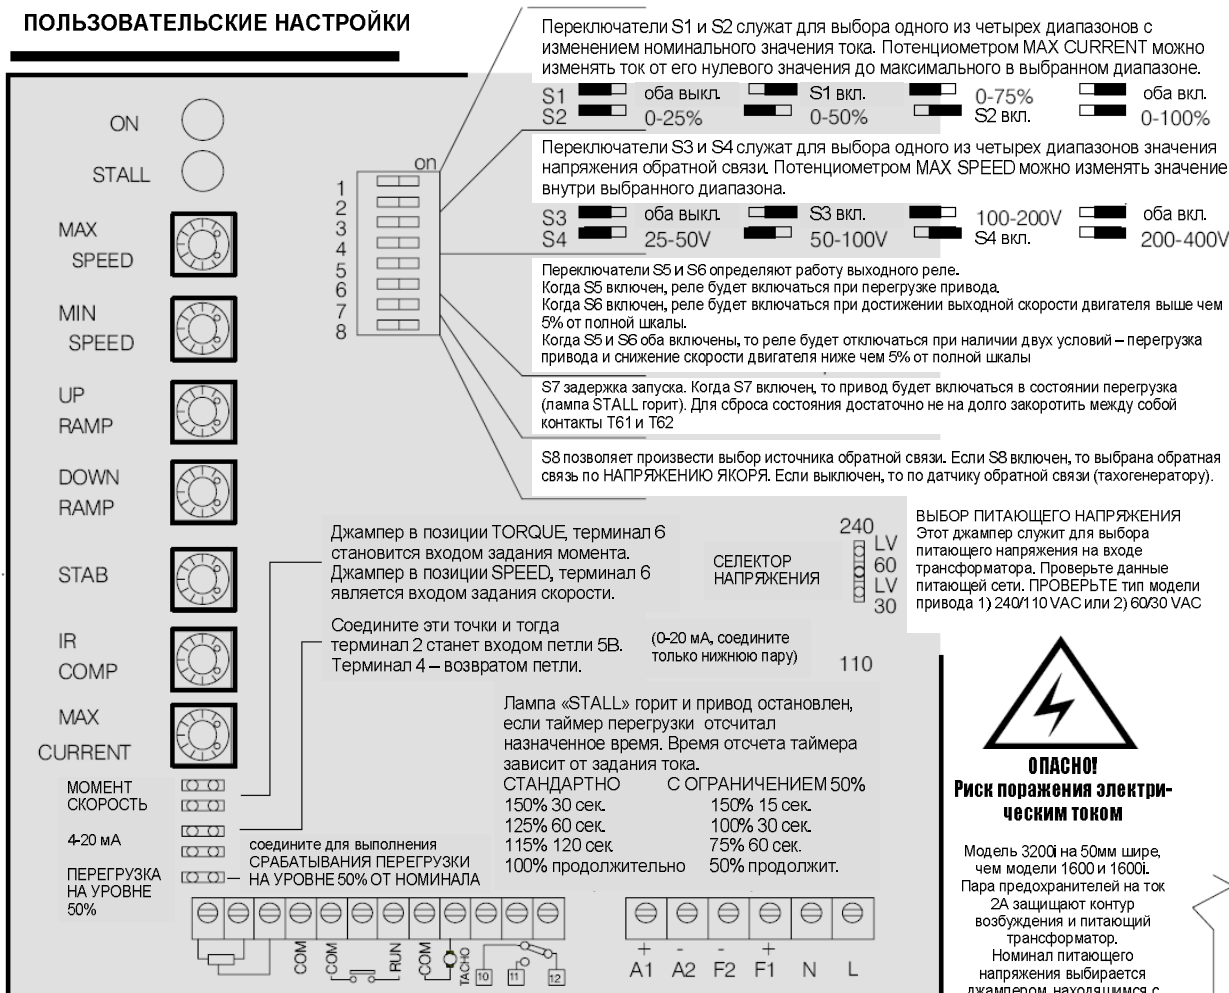 ПОЛЬЗОВАТЕЛЬСКИЕ НАСТРОЙКИ
Переключатели S1 и S2 служат для выбора одного из четырех диапазонов с
изменением номинального значения тока. Потенциометром MAX CURRENT можно
изменять ток от его нулевого значения до максимального в выбранном диапазоне.
S1 оба выкл. S1 вкл. 0-75% оба вкл.
S2 0-25% 0-50% S2 вкл. 0-100%
Переключатели S3 и S4 служат для выбора одного из четырех диапазонов значения
напряжения обратной связи. Потенциометром MAX SPEED можно изменять значение
внутри выбранного диапазона.
S3 оба выкл. S3 вкл. 100-200V оба вкл.
S4 25-50V 50-100V S4 вкл. 200-400V
Переключатели S5 и S6 определяют работу выходного реле.
Когда S5 включен, реле будет включаться при перегрузке привода.
Когда S6 включен, реле будет включаться при достижении выходной скорости двигателя выше чем
5% от полной шкалы.
Когда S5 и S6 оба включены, то реле будет отключаться при наличии двух условий – перегрузка
привода и снижение скорости двигателя ниже чем 5% от полной шкалы
S7 задержка запуска. Когда S7 включен, то привод будет включаться в состоянии перегрузка
(лампа STALL горит). Для сброса состояния достаточно не на долго закоротить между собой
контакты T61 и T62
S8 позволяет произвести выбор источника обратной связи. Если S8 включен, то выбрана обратная
связь по НАПРЯЖЕНИЮ ЯКОРЯ. Если выключен, то по датчику обратной связи (тахогенератору).
ON
STALL
MAX
SPEED
MIN
SPEED
UP
RAMP
DOWN
RAMP
STAB
IR
COMP
MAX
CURRENT
on
1
2
3
4
5
6
7
8
Джампер в позиции TORQUE, терминал 6
становится входом задания момента.
Джампер в позиции SPEED, терминал 6
является входом задания скорости.
Соедините эти точки и тогда
терминал 2 станет входом петли 5В.
Терминал 4 – возвратом петли.
(0-20 мА, соедините
только нижнюю пару)
СЕЛЕКТОР
НАПРЯЖЕНИЯ
240
LV
60
LV
30
110
ВЫБОР ПИТАЮЩЕГО НАПРЯЖЕНИЯ
Этот джампер служит для выбора
питающего напряжения на входе
трансформатора. Проверьте данные
питающей сети. ПРОВЕРЬТЕ тип модели
привода 1) 240/110 VAC или 2) 60/30 VAC
Лампа «STALL» горит и привод остановлен,
если таймер перегрузки отсчитал
назначенное время. Время отсчета таймера
зависит от задания тока.
СТАНДАРТНО С ОГРАНИЧЕНИЕМ 50%
150% 30 сек. 150% 15 сек.
125% 60 сек. 100% 30 сек.
115% 120 сек. 75% 60 сек.
100% продолжительно 50% продолжит.
МОМЕНТ
СКОРОСТЬ
4-20 мА
ПЕРЕГРУЗКА
НА УРОВНЕ
50%
соедините для выполнения
СРАБАТЫВАНИЯ ПЕРЕГРУЗКИ
НА УРОВНЕ 50% ОТ НОМИНАЛА
COM COM RUN COM TACHO 10 11 12
+ - - +
A1 A2 F2 F1 N L
ОПАСНО!
Риск поражения электри-
ческим током
Модель 3200i на 50мм шире,
чем модели 1600 и 1600i.
Пара предохранителей на ток
2А защищают контур
возбуждения и питающий
трансформатор.
Номинал питающего
напряжения выбирается
джампером, находящимся с